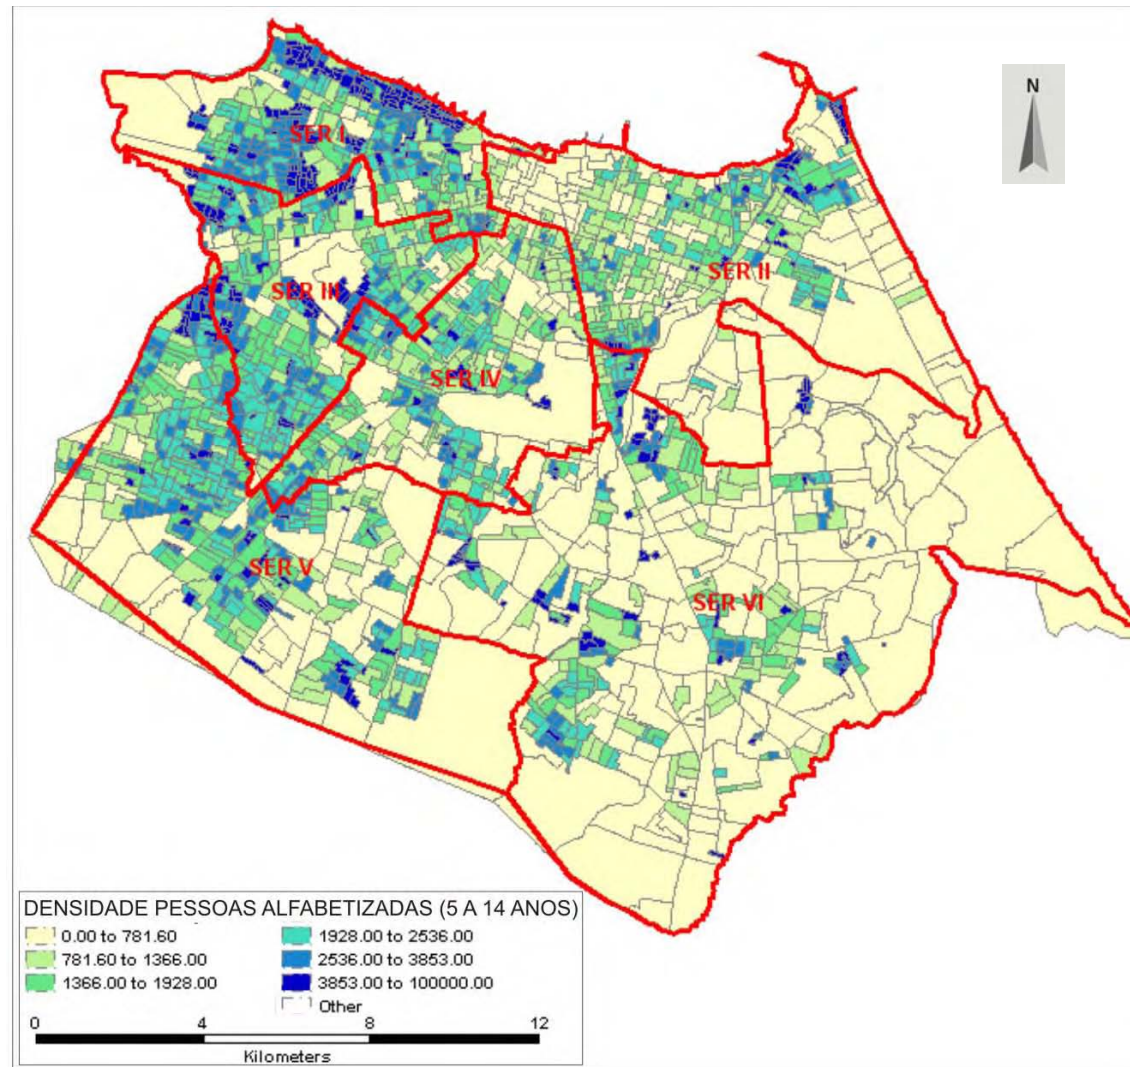 N
SER I
SER II
SER III
SER IV
SER V
SER VI
DENSIDADE PESSOAS ALFABETIZADAS (5 A 14 ANOS)
0.00 to 781.60
781.60 to 1366.00
1366.00 to 1928.00
1928.00 to 2536.00
2536.00 to 3853.00
3853.00 to 100000.00
Other
0 4 8 12
Kilometers